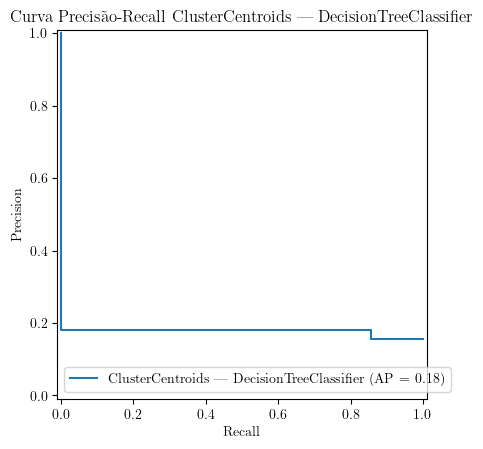 Curva Precisão-Recall ClusterCentroids — DecisionTreeClassifier
1.0
0.8
0.6
0.4
0.2
0.0
Precision
ClusterCentroids — DecisionTreeClassifier (AP = 0.18)
0.0 0.2 0.4 0.6 0.8 1.0
Recall